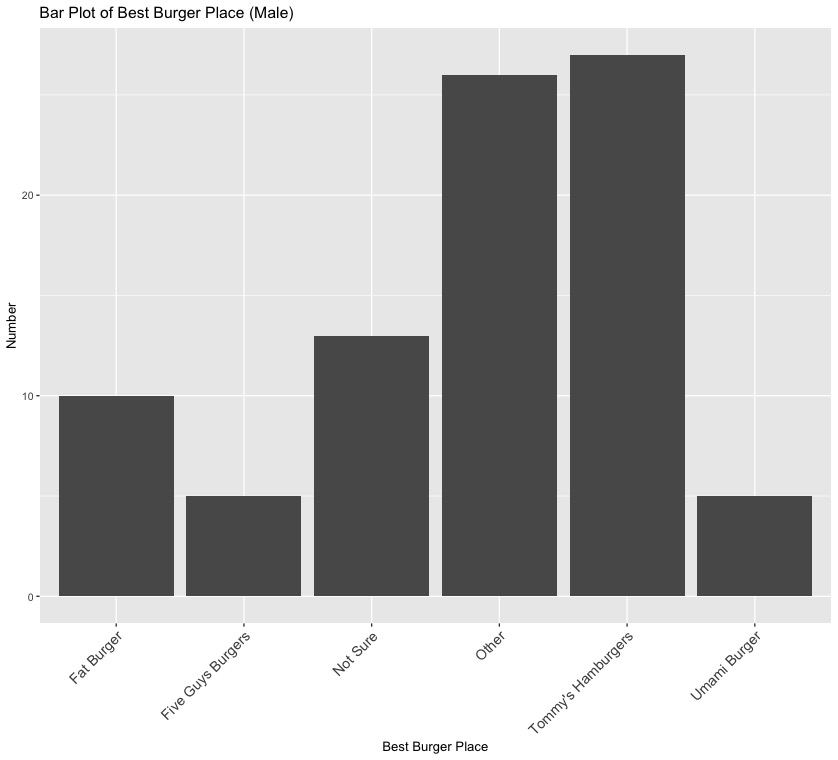 Bar Plot of Best Burger Place (Male)
Number
20
10
0
Fat Burger
Five Guys Burgers
Not Sure
Other
Tommy's Hamburgers
Umami Burger
Best Burger Place